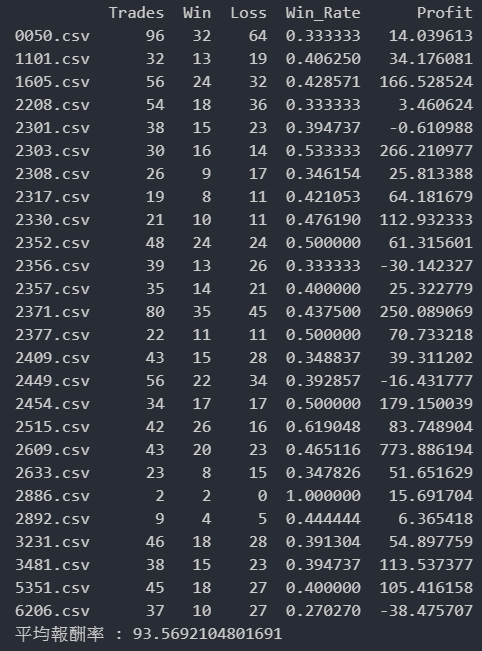 Trades Win Loss Win_Rate Profit
0050.csv 96 32 64 0.333333 14.039613
1101.csv 32 13 19 0.406250 34.176081
1605.csv 56 24 32 0.428571 166.528524
2208.csv 54 18 36 0.333333 3.460624
2301.csv 38 15 23 0.394737 -0.610988
2303.csv 30 16 14 0.533333 266.210977
2308.csv 26 9 17 0.346154 25.813388
2317.csv 19 8 11 0.421053 64.181679
2330.csv 21 10 11 0.476190 112.932333
2352.csv 48 24 24 0.500000 61.315601
2356.csv 39 13 26 0.333333 -30.142327
2357.csv 35 14 21 0.400000 25.322779
2371.csv 80 35 45 0.437500 250.089069
2377.csv 22 11 11 0.500000 70.733218
2409.csv 43 15 28 0.348837 39.311202
2449.csv 56 22 34 0.392857 -16.431777
2454.csv 34 17 17 0.500000 179.150039
2515.csv 42 26 16 0.619048 83.748904
2609.csv 43 20 23 0.465116 773.886194
2633.csv 23 8 15 0.347826 51.651629
2886.csv 2 2 0 1.000000 15.691704
2892.csv 9 4 5 0.444444 6.365418
3231.csv 46 18 28 0.391304 54.897759
3481.csv 38 15 23 0.394737 113.537377
5351.csv 45 18 27 0.400000 105.416158
6206.csv 37 10 27 0.270270 -38.475707
平均報酬率 : 93.5692104801691